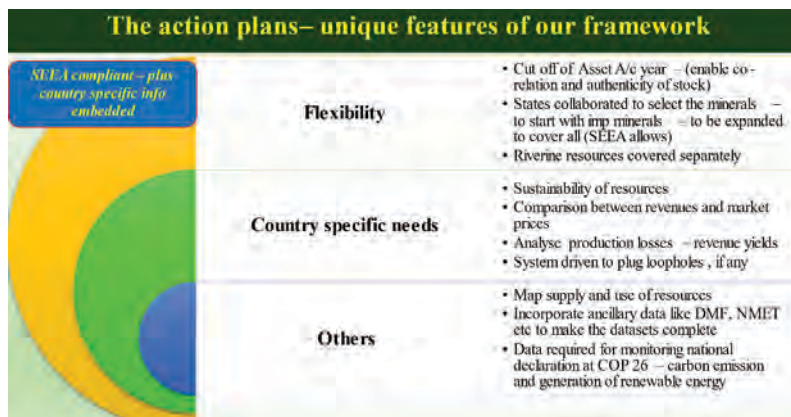 The action plans– unique features of our framework
SEEA compliant– plus
country specific info
embedded
Flexibility
• Cut off of Asset A/c year – (enable co-
relation and authenticity of stock)
• States collaborated to select the minerals –
to start with imp minerals – to be expanded
to cover all (SEEA allows)
• Riverine resources covered separately
Country specific needs
• Sustainability of resources
• Comparison between revenues and market
prices
• Analyse production losses – revenue yields
• System driven to plug loopholes , if any
Others
• Map supply and use of resources
• Incorporate ancillary data like DMF, NMET
etc to make the datasets complete
• Data required for monitoring national
declaration at COP 26 – carbon emission
and generation of renewable energy